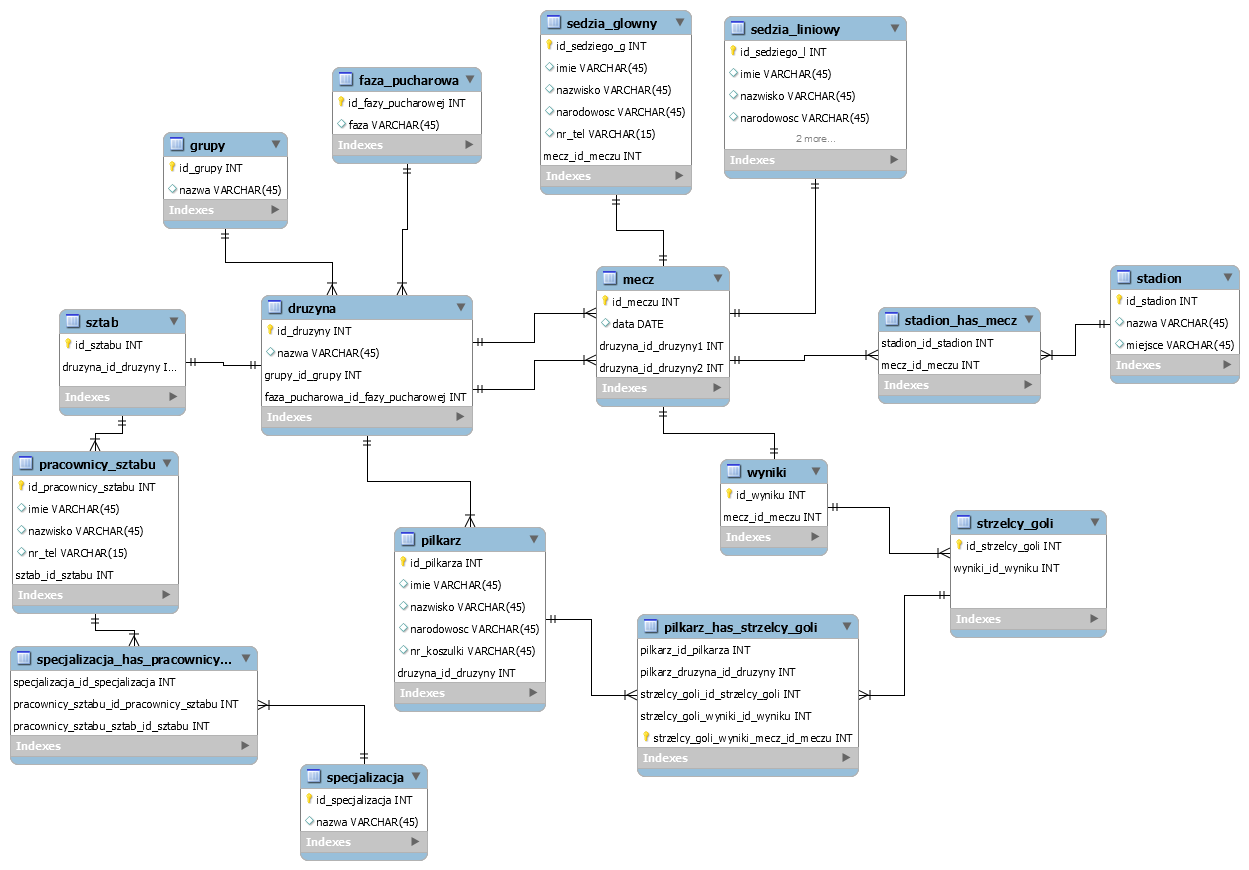 sedzia_glowny
id_sedziego_g INT
imie VARCHAR(45)
nazwisko VARCHAR(45)
narodowosc VARCHAR(45)
nr_tel VARCHAR(15)
mecz_id_meczu INT
Indexes
sedzia_liniowy
id_sedziego_l INT
imie VARCHAR(45)
nazwisko VARCHAR(45)
narodowosc VARCHAR(45)
2 more...
Indexes
faza_pucharowa
id_fazy_pucharowej INT
faza VARCHAR(45)
Indexes
grupy
id_grupy INT
nazwa VARCHAR(45)
Indexes
sztab
id_sztabu INT
druzyna_id_druzyny I...
Indexes
druzyna
id_druzyny INT
nazwa VARCHAR(45)
grupy_id_grupy INT
faza_pucharowa_id_fazy_pucharowej INT
Indexes
mecz
id_meczu INT
data DATE
druzyna_id_druzyny1 INT
druzyna_id_druzyny2 INT
Indexes
stadion_has_mecz
stadion_id_stadion INT
mecz_id_meczu INT
Indexes
stadion
id_stadion INT
nazwa VARCHAR(45)
miejsce VARCHAR(45)
Indexes
pracownicy_sztabu
id_pracownicy_sztabu INT
imie VARCHAR(45)
nazwisko VARCHAR(45)
nr_tel VARCHAR(15)
sztab_id_sztabu INT
Indexes
wyniki
id_wyniku INT
mecz_id_meczu INT
Indexes
strzelcy_goli
id_strzelcy_goli INT
wyniki_id_wyniku INT
Indexes
pilkarz
id_pilkarza INT
imie VARCHAR(45)
nazwisko VARCHAR(45)
narodowosc VARCHAR(45)
nr_koszulki VARCHAR(45)
druzyna_id_druzyny INT
Indexes
pilkarz_has_strzelcy_goli
pilkarz_id_pilkarza INT
pilkarz_druzyna_id_druzyny INT
strzelcy_goli_id_strzelcy_goli INT
strzelcy_goli_wyniki_id_wyniku INT
strzelcy_goli_wyniki_mecz_id_meczu INT
Indexes
specjalizacja_has_pracownicy...
specjalizacja_id_specjalizacja INT
pracownicy_sztabu_id_pracownicy_sztabu INT
pracownicy_sztabu_sztab_id_sztabu INT
Indexes
specjalizacja
id_specjalizacja INT
nazwa VARCHAR(45)
Indexes